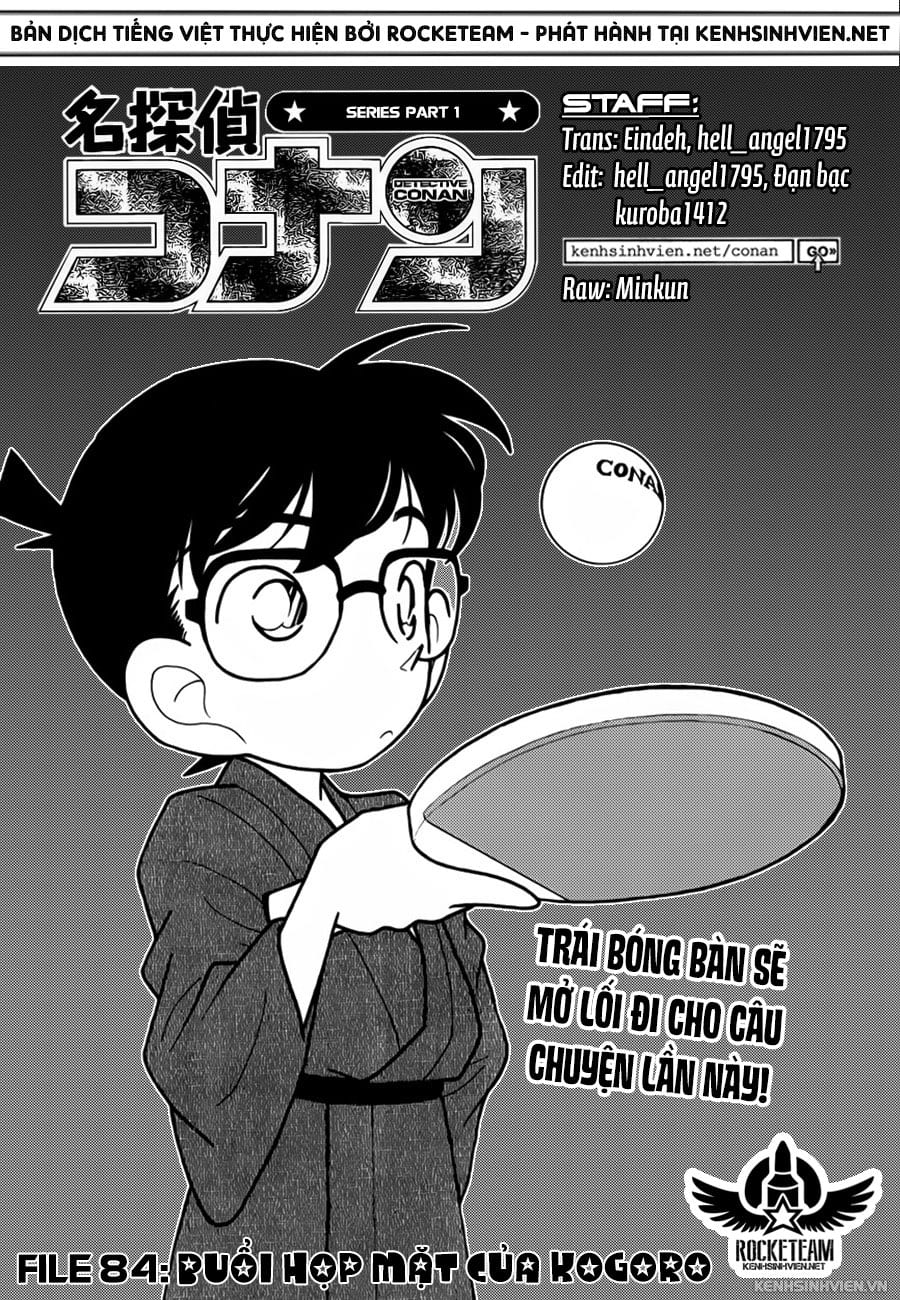 BẢN DỊCH TIẾNG VIỆT THỰC HIỆN BỞI ROCKETEAM - PHÁT HÀNH TẠI KENHSINHVIEN.NET
名探偵
SERIES PART 1
コナン
DETECTIVE
CONAN
STAFF:
Trans: Eindeh, hell_angel1795
Edit: hell_angel1795, Đạn bạc
kuroba1412
kenhsinhvien.net/conan GO»
Raw: Minkun
CONA
TRÁI BÓNG BÀN SẼ
MỞ LỐI ĐI CHO CÂU
CHUYỆN LẦN NÀY!
ROCKETEAM
KENHSINHVIEN.NET
FILE 84: BUỔI HỌP MẶT CỦA KOGORO
KENHSINHVIEN.VN